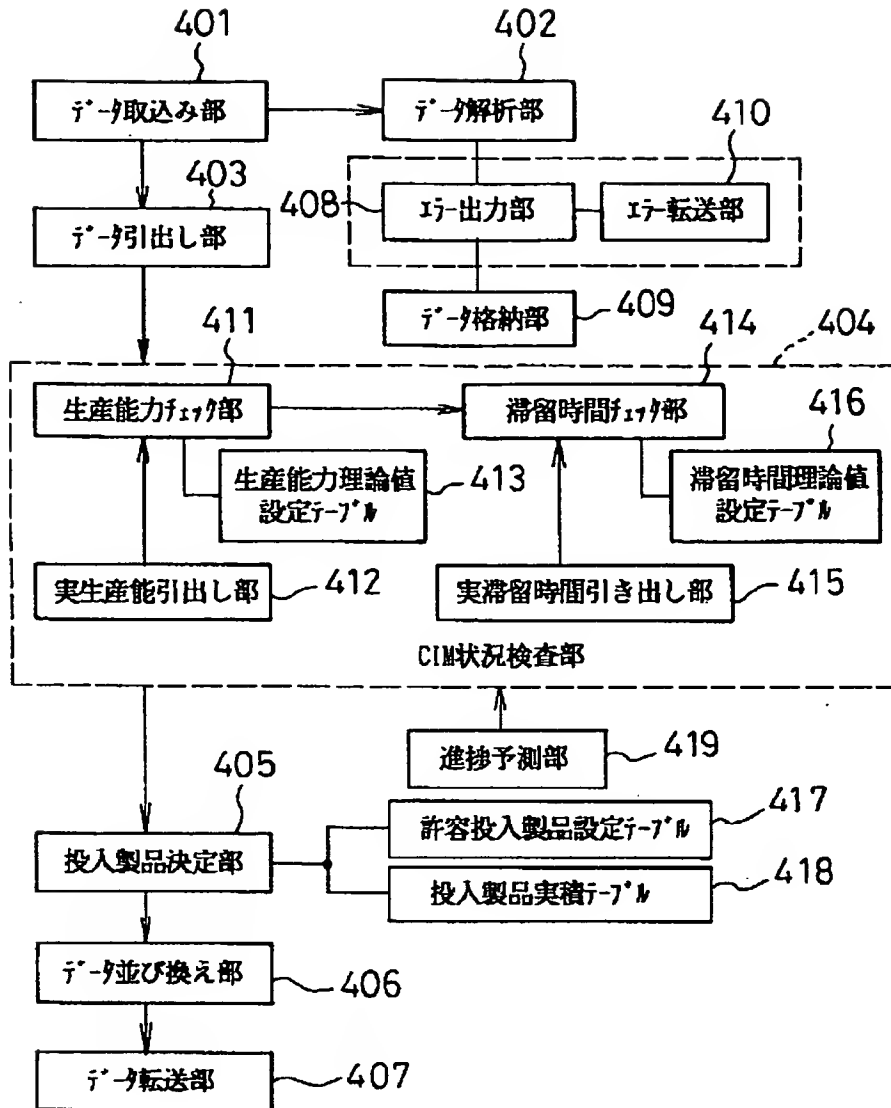 401
402
データ取込み部
データ解析部
410
403
408
エラー出力部
エラー転送部
データ引出し部
データ格納部
409
411
414
404
生産能力チェック部
滞留時間チェック部
416
生産能力理論値
設定テーブル
413
滞留時間理論値
設定テーブル
実生産能引出し部
412
実滞留時間引き出し部
415
CIM状況検査部
進捗予測部
419
405
417
許容投入製品設定テーブル
投入製品決定部
投入製品実積テーブル
418
データ並び換え部
406
データ転送部
407